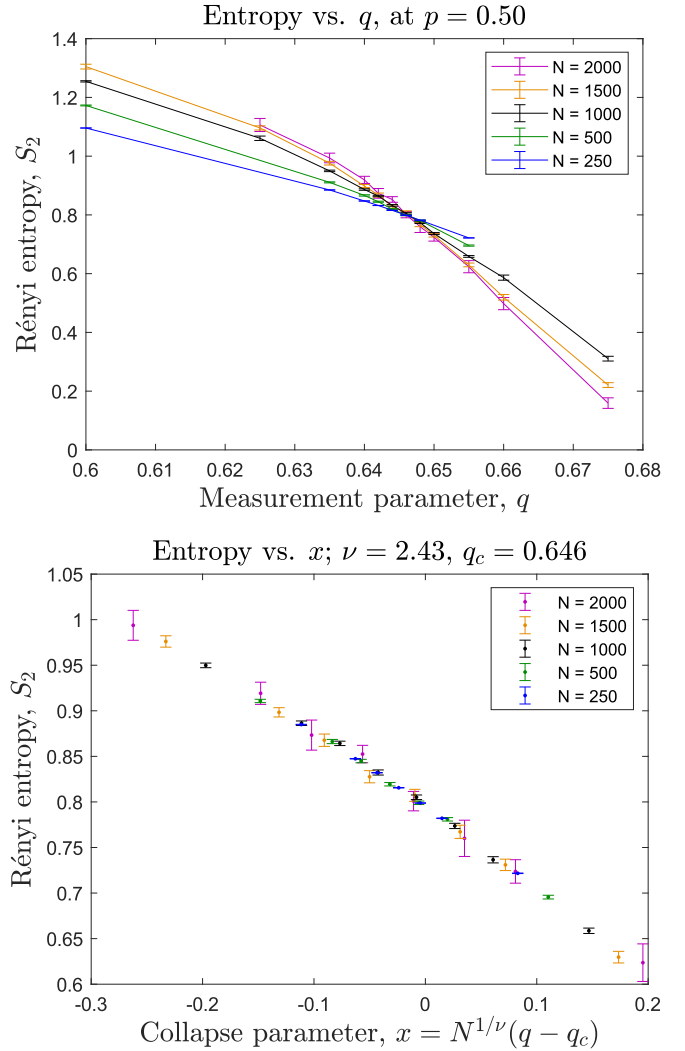 Entropy vs. q, at p = 0.50
1.4
1.2
1
0.8
0.6
0.4
0.2
0
Rényi entropy, S₂
N = 2000
N = 1500
N = 1000
N = 500
N = 250
0.6 0.61 0.62 0.63 0.64 0.65 0.66 0.67 0.68
Measurement parameter, q
Entropy vs. x; ν = 2.43, q_c = 0.646
1.05
1
0.95
0.9
0.85
0.8
0.75
0.7
0.65
0.6
Rényi entropy, S₂
N = 2000
N = 1500
N = 1000
N = 500
N = 250
-0.3 -0.2 -0.1 0 0.1 0.2
Collapse parameter, x = N^{1/ν}(q − q_c)